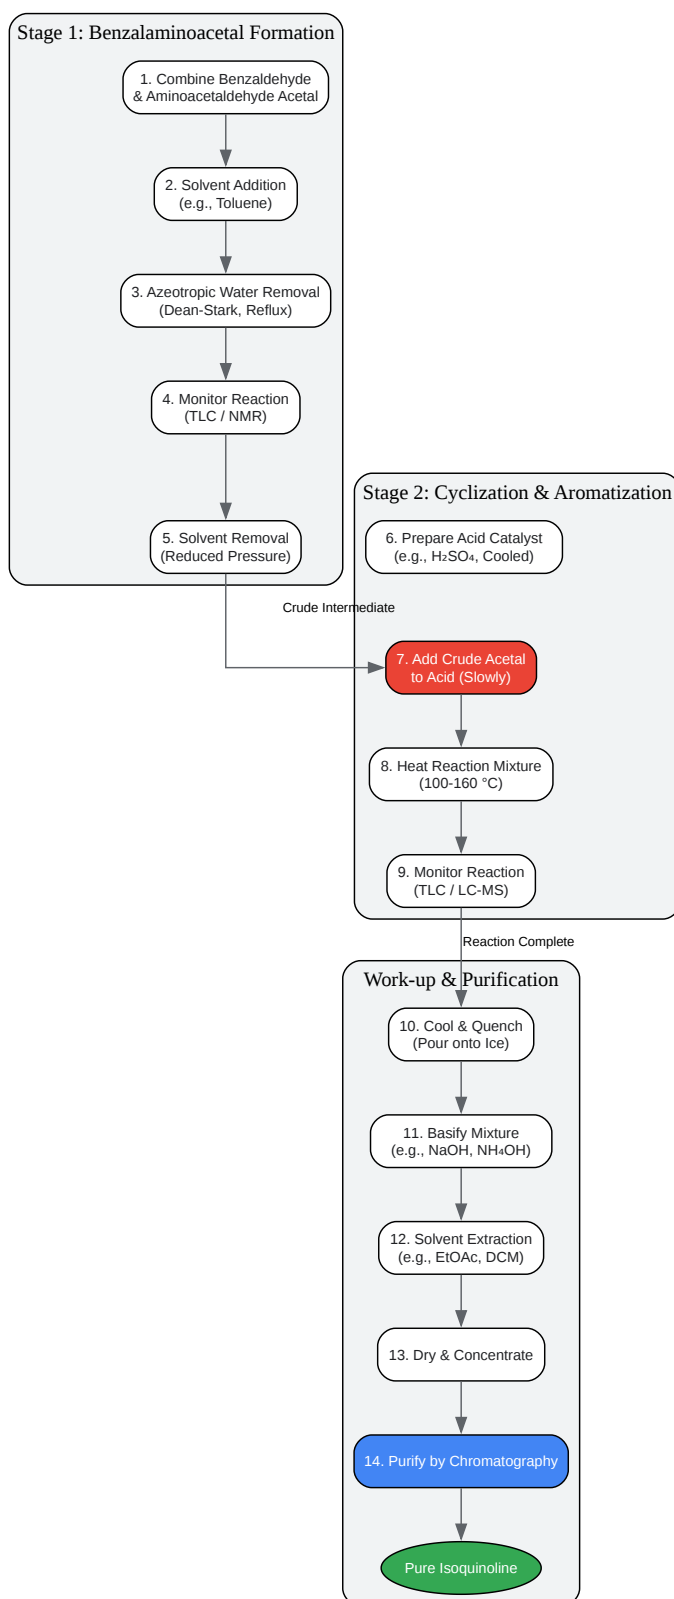 Stage 1: Benzalaminoacetal Formation
1. Combine Benzaldehyde
& Aminoacetaldehyde Acetal
2. Solvent Addition
(e.g., Toluene)
3. Azeotropic Water Removal
(Dean-Stark, Reflux)
4. Monitor Reaction
(TLC / NMR)
5. Solvent Removal
(Reduced Pressure)
Crude Intermediate
Stage 2: Cyclization & Aromatization
6. Prepare Acid Catalyst
(e.g., H₂SO₄, Cooled)
7. Add Crude Acetal
to Acid (Slowly)
8. Heat Reaction Mixture
(100-160 °C)
9. Monitor Reaction
(TLC / LC-MS)
Reaction Complete
Work-up & Purification
10. Cool & Quench
(Pour onto Ice)
11. Basify Mixture
(e.g., NaOH, NH₄OH)
12. Solvent Extraction
(e.g., EtOAc, DCM)
13. Dry & Concentrate
14. Purify by Chromatography
Pure Isoquinoline